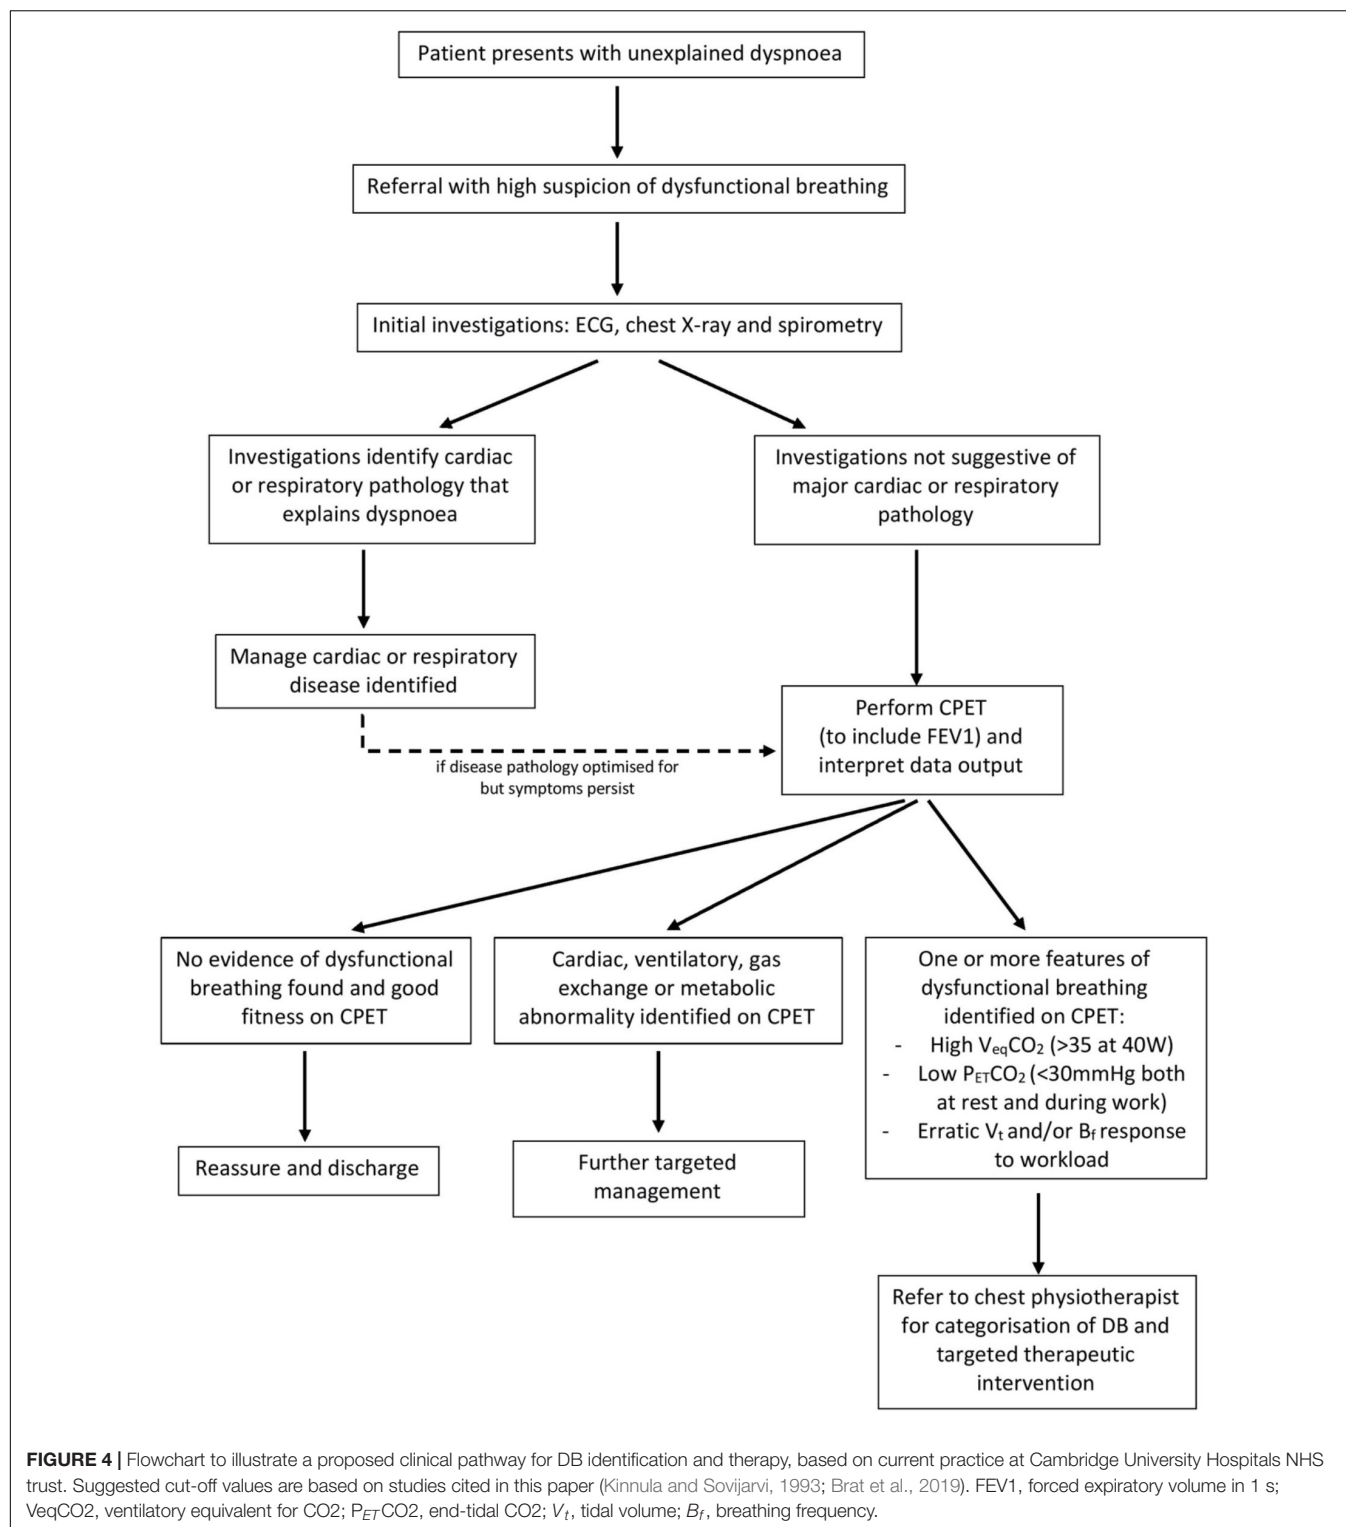 Patient presents with unexplained dyspnoea
Referral with high suspicion of dysfunctional breathing
Initial investigations: ECG, chest X-ray and spirometry
Investigations identify cardiac
or respiratory pathology that
explains dyspnoea
Investigations not suggestive of
major cardiac or respiratory
pathology
Manage cardiac or respiratory
disease identified
if disease pathology optimised for
but symptoms persist
Perform CPET
(to include FEV1) and
interpret data output
No evidence of dysfunctional
breathing found and good
fitness on CPET
Cardiac, ventilatory, gas
exchange or metabolic
abnormality identified on CPET
One or more features of
dysfunctional breathing
identified on CPET:
- High VeqCO2 (>35 at 40W)
- Low PETCO2 (<30mmHg both
at rest and during work)
- Erratic Vt and/or Bf response
to workload
Reassure and discharge
Further targeted
management
Refer to chest physiotherapist
for categorisation of DB and
targeted therapeutic
intervention
FIGURE 4 | Flowchart to illustrate a proposed clinical pathway for DB identification and therapy, based on current practice at Cambridge University Hospitals NHS
trust. Suggested cut-off values are based on studies cited in this paper (Kinnula and Sovijarvi, 1993; Brat et al., 2019). FEV1, forced expiratory volume in 1 s;
VeqCO2, ventilatory equivalent for CO2; PETCO2, end-tidal CO2; Vt, tidal volume; Bf, breathing frequency.